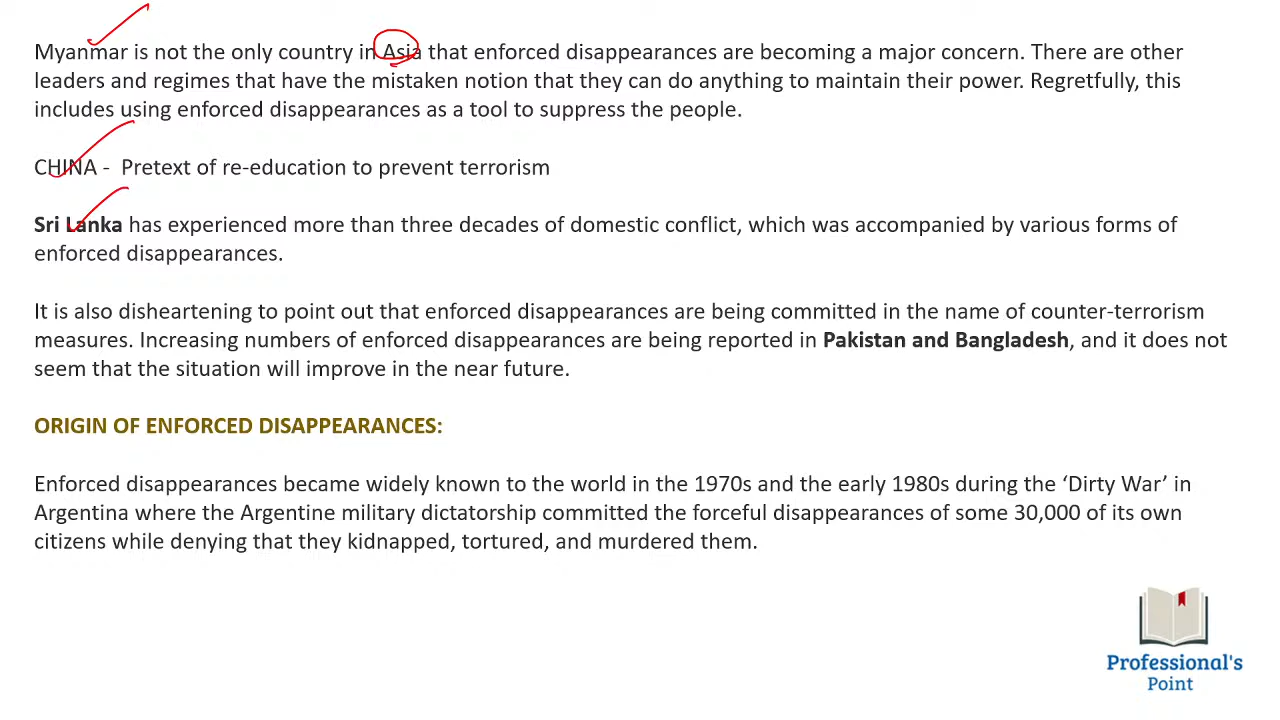 Myanmar is not the only country in Asia that enforced disappearances are becoming a major concern. There are other
leaders and regimes that have the mistaken notion that they can do anything to maintain their power. Regretfully, this
includes using enforced disappearances as a tool to suppress the people.
CHINA - Pretext of re-education to prevent terrorism
Sri Lanka has experienced more than three decades of domestic conflict, which was accompanied by various forms of
enforced disappearances.
It is also disheartening to point out that enforced disappearances are being committed in the name of counter-terrorism
measures. Increasing numbers of enforced disappearances are being reported in Pakistan and Bangladesh, and it does not
seem that the situation will improve in the near future.
ORIGIN OF ENFORCED DISAPPEARANCES:
Enforced disappearances became widely known to the world in the 1970s and the early 1980s during the ‘Dirty War’ in
Argentina where the Argentine military dictatorship committed the forceful disappearances of some 30,000 of its own
citizens while denying that they kidnapped, tortured, and murdered them.
Professional's
Point